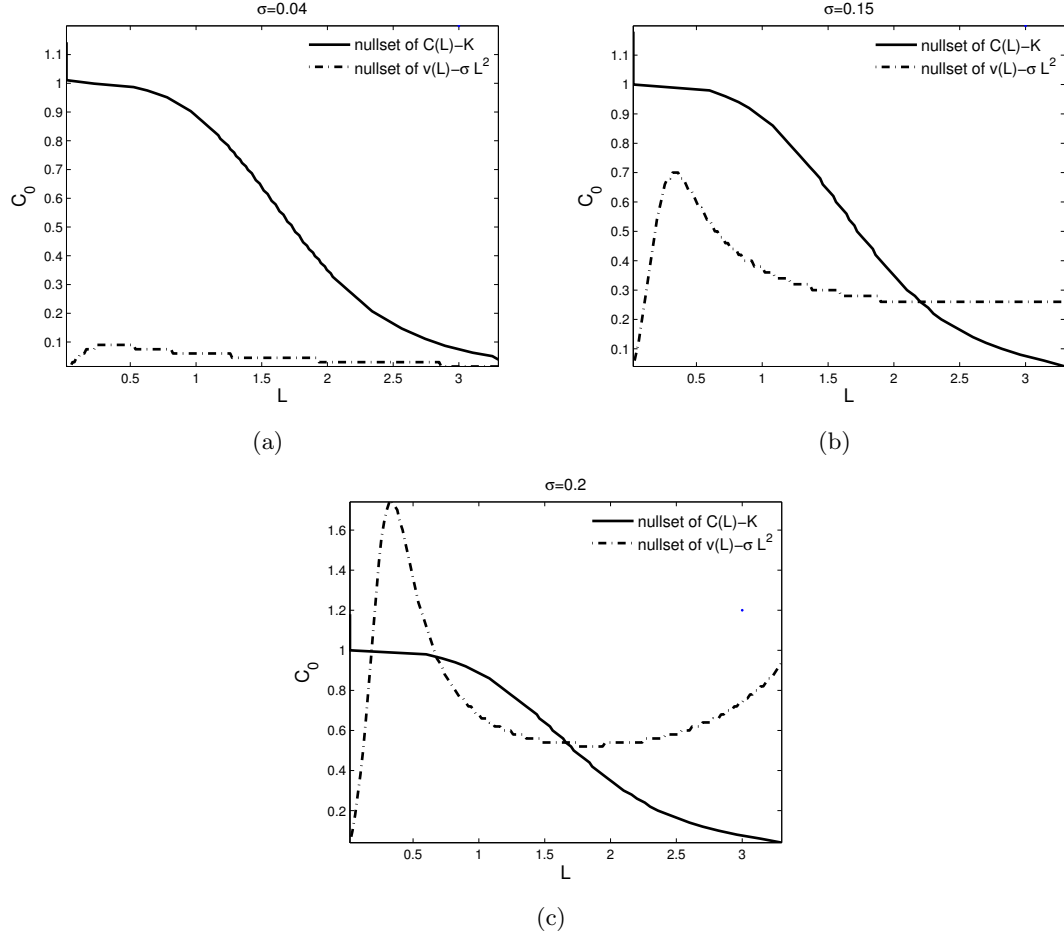 σ=0.04
nullset of C(L)−K
nullset of v(L)−σ L²
1.1
1
0.9
0.8
0.7
0.6
0.5
0.4
0.3
0.2
0.1
C₀
0.5
1
1.5
2
2.5
3
L
(a)
σ=0.15
nullset of C(L)−K
nullset of v(L)−σ L²
1.1
1
0.9
0.8
0.7
0.6
0.5
0.4
0.3
0.2
0.1
C₀
0.5
1
1.5
2
2.5
3
L
(b)
σ=0.2
nullset of C(L)−K
nullset of v(L)−σ L²
1.6
1.4
1.2
1
0.8
0.6
0.4
0.2
C₀
0.5
1
1.5
2
2.5
3
L
(c)